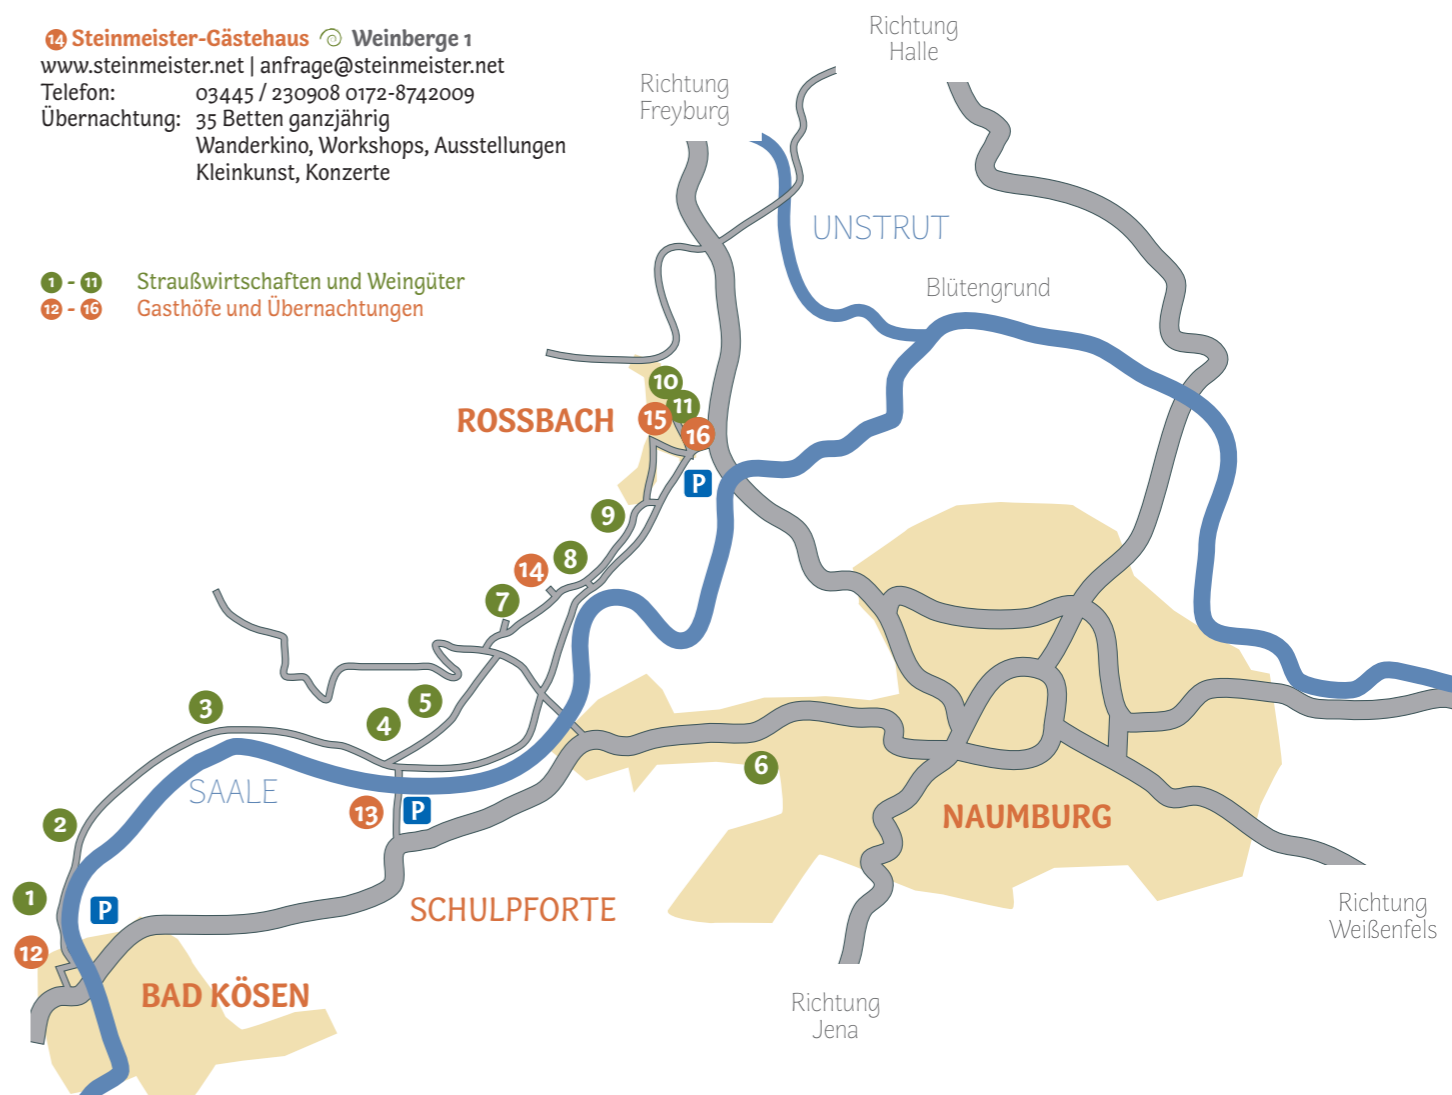 14 Steinmeister-Gästehaus Weinberge 1
www.steinmeister.net | anfrage@steinmeister.net
Telefon: 03445 / 230908 0172-8742009
Übernachtung: 35 Betten ganzjährig
Wanderkino, Workshops, Ausstellungen
Kleinkunst, Konzerte
1 - 11 Straußwirtschaften und Weingüter
12 - 16 Gasthöfe und Übernachtungen
Richtung
Halle
Richtung
Freyburg
UNSTRUT
Blütengrund
10
11
ROSSBACH
15
16
P
9
8
14
7
3
5
4
6
SAALE
13
P
NAUMBURG
2
1
P
SCHULPFORTE
Richtung
Weißenfels
12
BAD KÖSEN
Richtung
Jena